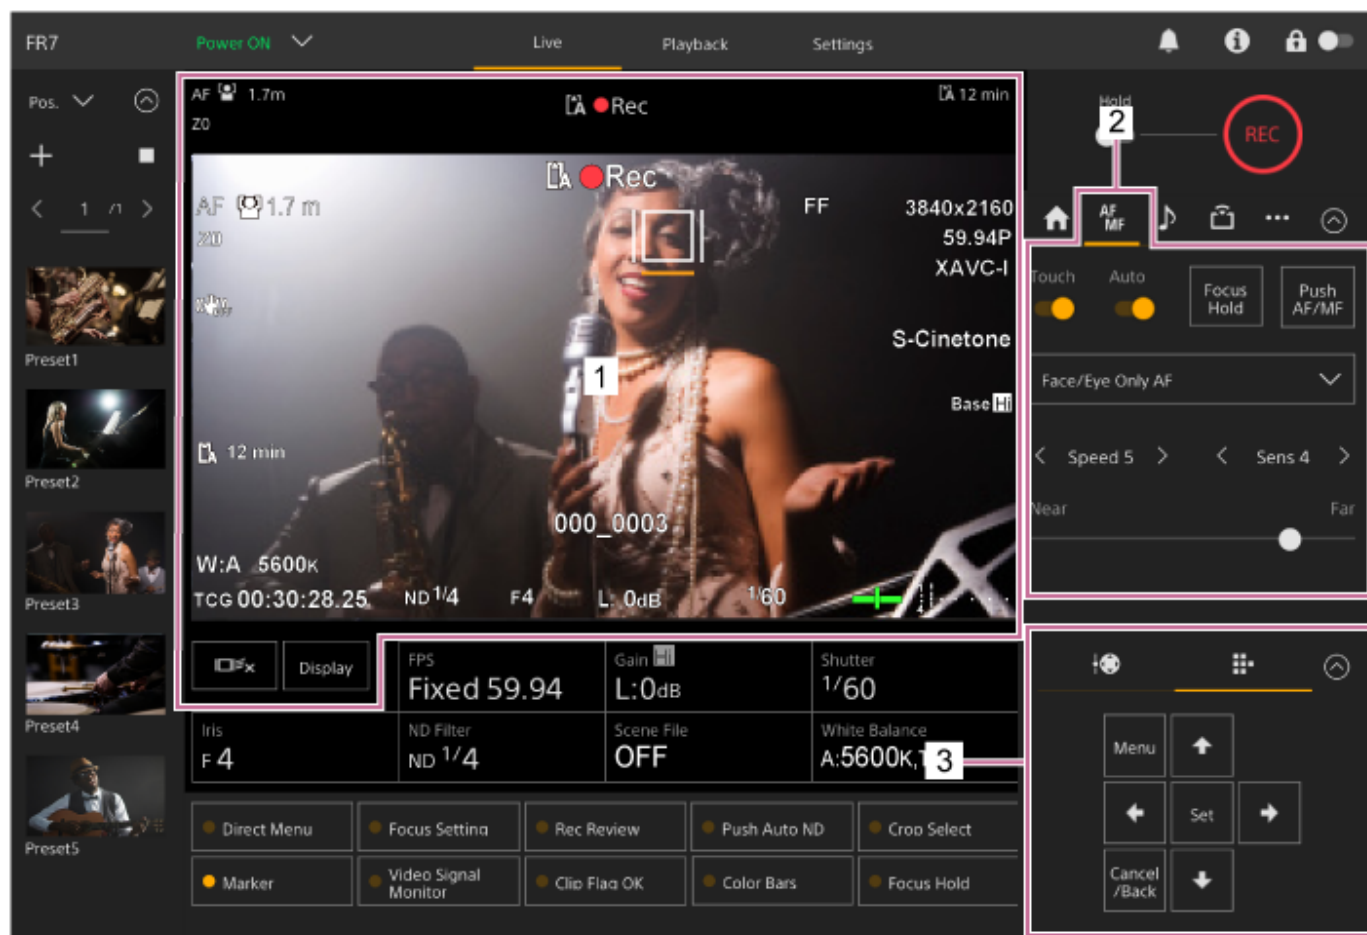 FR7
Power ON
Live
Playback
Settings
Pos.
1 /1
Preset1
Preset2
Preset3
Preset4
Preset5
AF 1.7m
Z0
A Rec
A 12 min
A Rec
AF 1.7 m
Z0
FF
3840x2160
59.94P
XAVC-I
S-Cinetone
Base Hi
1
A 12 min
000_0003
W:A 5600K
TCG 00:30:28.25
ND 1/4
F4
L: 0dB
1/60
Display
FPS
Fixed 59.94
Gain Hi
L:0dB
Shutter
1/60
Iris
F 4
ND Filter
ND 1/4
Scene File
OFF
White Balance
A:5600K,T
Direct Menu
Focus Setting
Rec Review
Push Auto ND
Crop Select
Marker
Video Signal
Monitor
Clip Flag OK
Color Bars
Focus Hold
Hold
2
REC
AF
MF
Touch
Auto
Focus
Hold
Push
AF/MF
Face/Eye Only AF
Speed 5
Sens 4
Near
Far
3
Menu
Set
Cancel
/Back